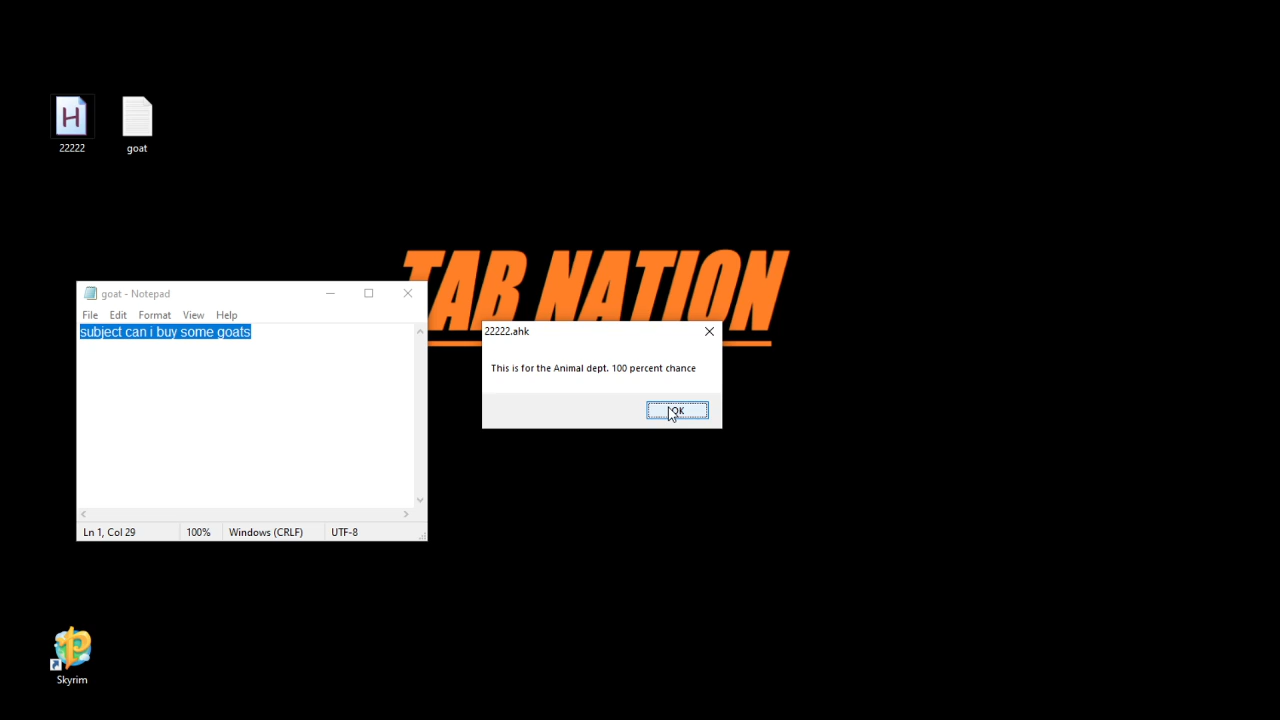 22222
goat
TAB NATION
goat - Notepad
File Edit Format View Help
subject can i buy some goats
22222.ahk
This is for the Animal dept. 100 percent chance
OK
Ln 1, Col 29 100% Windows (CRLF) UTF-8
Skyrim